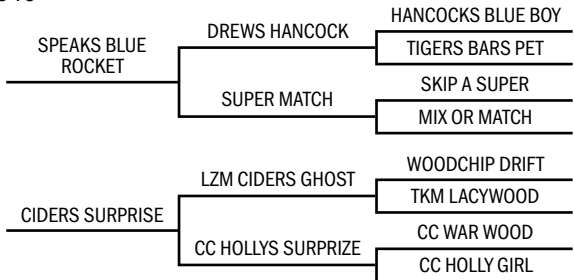 HANCOCKS BLUE BOY
DREWS HANCOCK
TIGERS BARS PET
SPEAKS BLUE
ROCKET
SKIP A SUPER
SUPER MATCH
MIX OR MATCH
WOODCHIP DRIFT
LZM CIDERS GHOST
TKM LACYWOOD
CIDERS SURPRISE
CC WAR WOOD
CC HOLLYS SURPRIZE
CC HOLLY GIRL